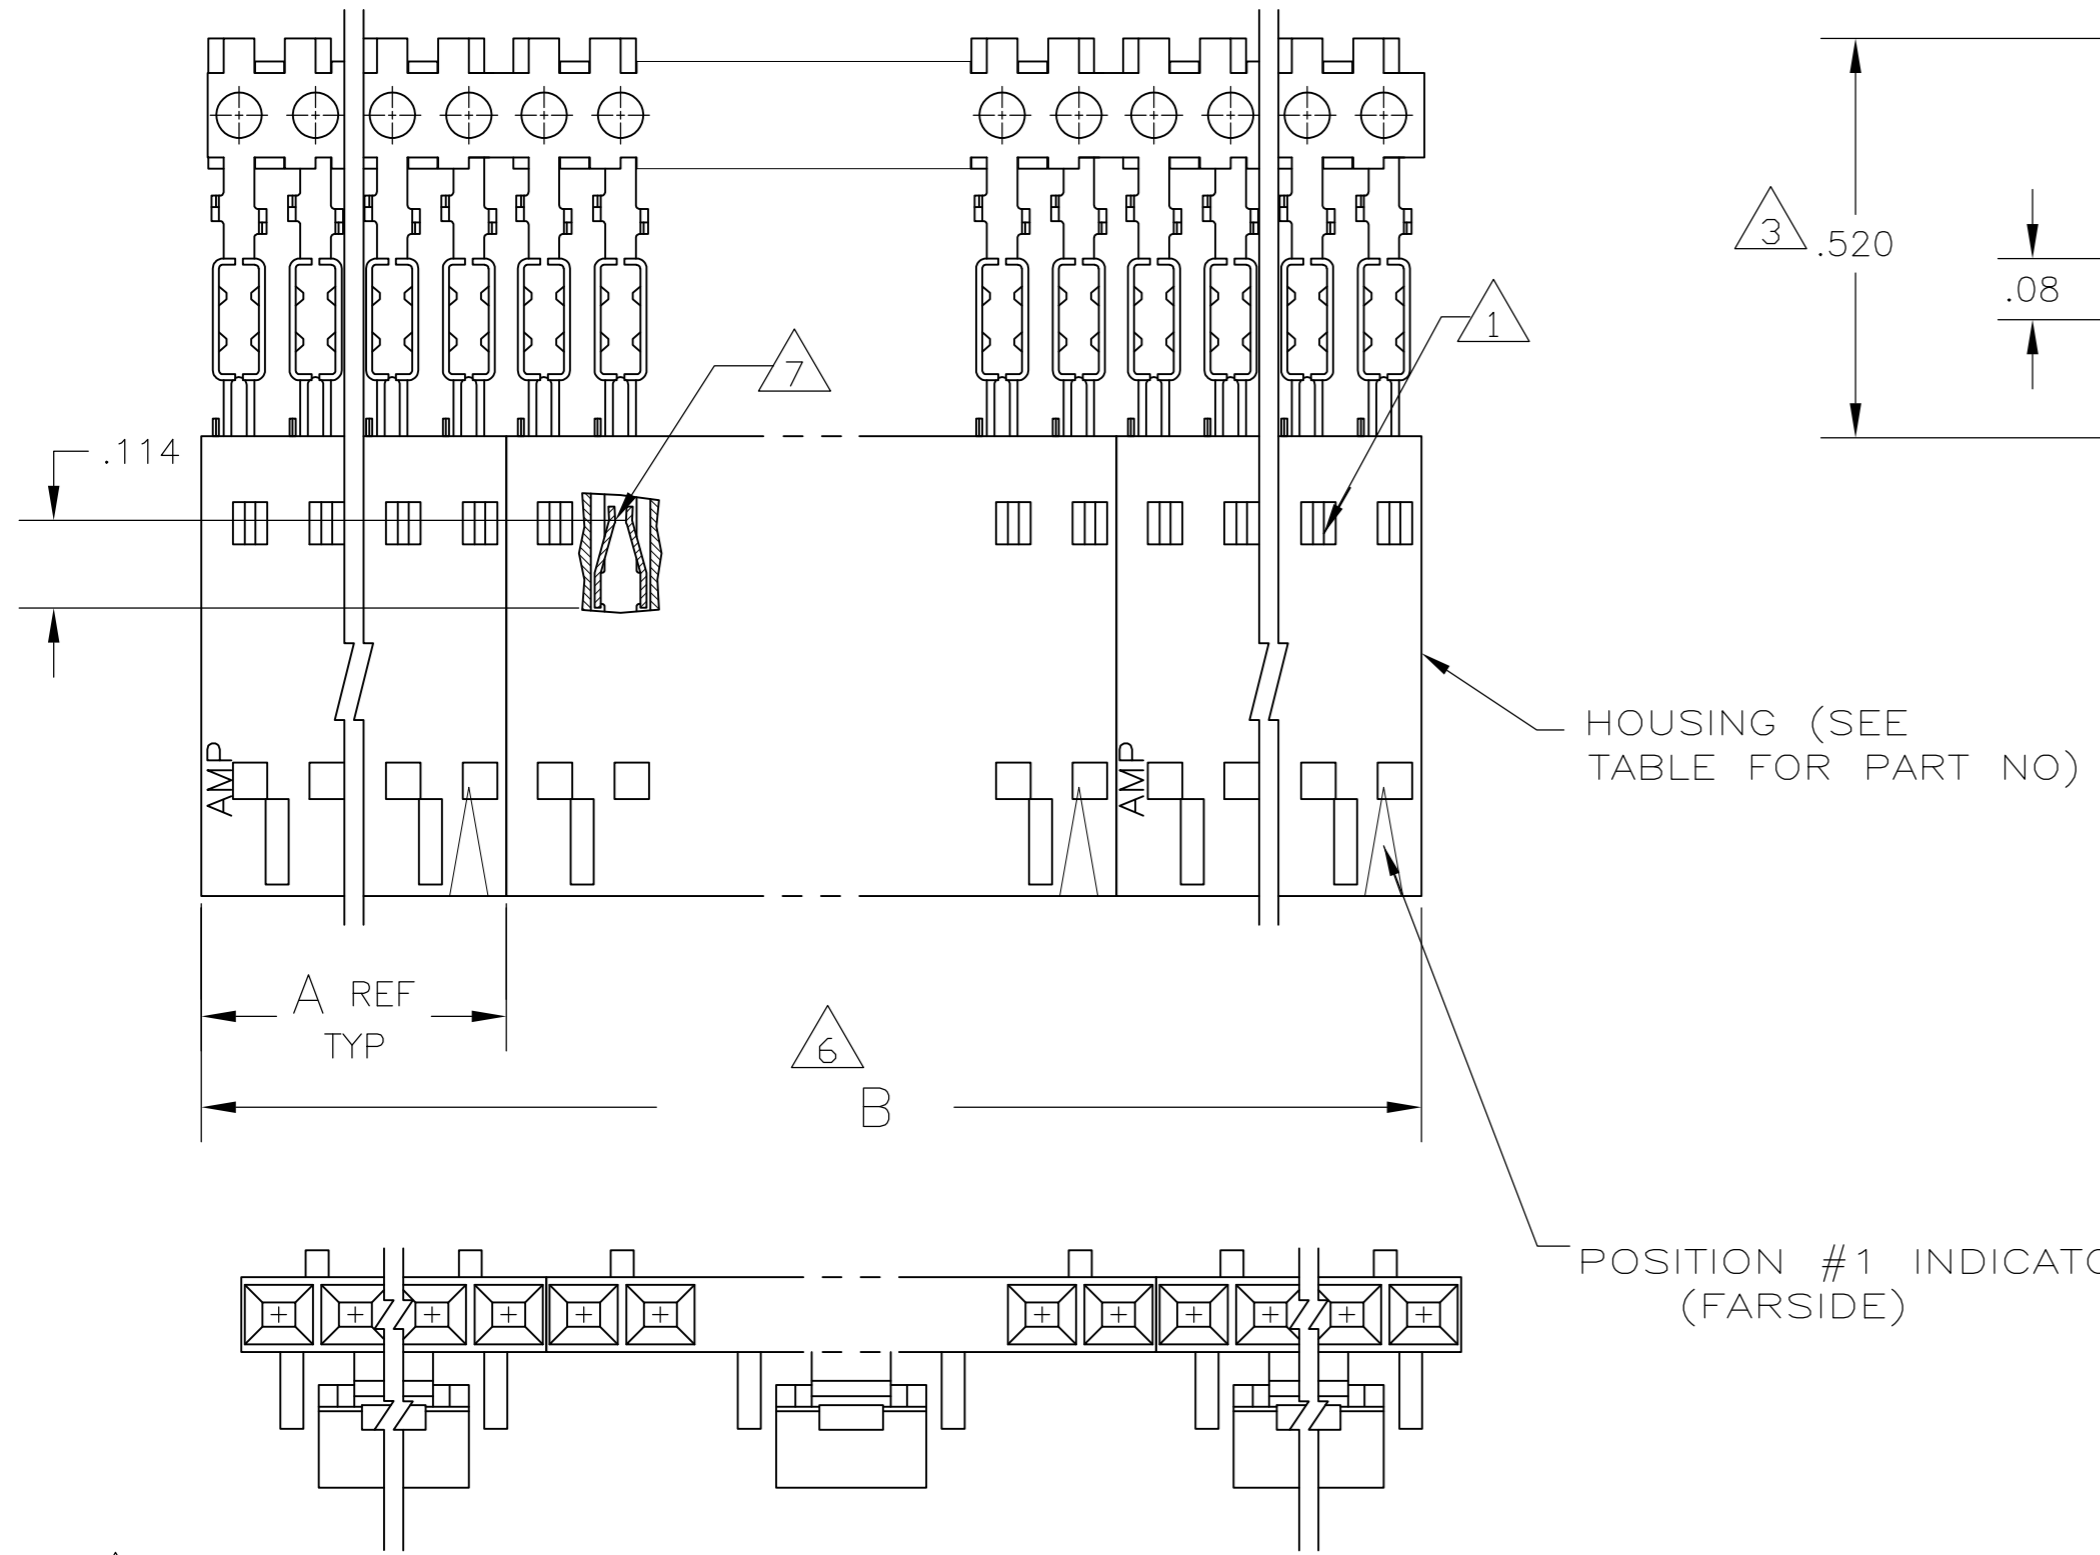 3
.520
.08
1
7
.114
HOUSING (SEE
TABLE FOR PART NO)
AMP
AMP
A REF
TYP
6
B
POSITION #1
(FARSIDE)